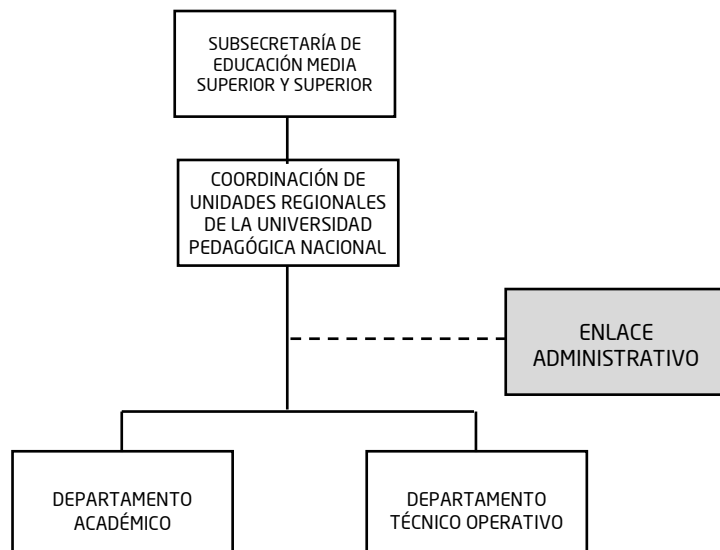 SUBSECRETARÍA DE
EDUCACIÓN MEDIA
SUPERIOR Y SUPERIOR
COORDINACIÓN DE
UNIDADES REGIONALES
DE LA UNIVERSIDAD
PEDAGÓGICA NACIONAL
ENLACE
ADMINISTRATIVO
DEPARTAMENTO
ACADÉMICO
DEPARTAMENTO
TÉCNICO OPERATIVO